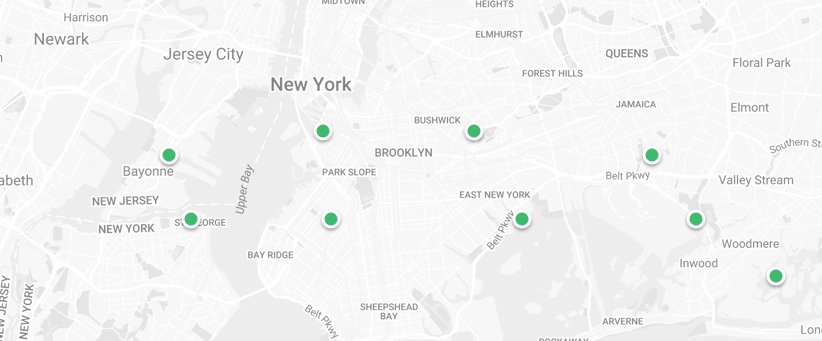 MIDTOWN
HEIGHTS
Harrison
ELMHURST
Newark
Jersey City
QUEENS
Floral Park
FOREST HILLS
New York
JAMAICA
Elmont
BUSHWICK
Southern St
BROOKLYN
Bayonne
PARK SLOPE
Belt Pkwy
abeth
Valley Stream
Upper Bay
NEW JERSEY
EAST NEW YORK
NEW YORK
Belt Pkwy
Woodmere
BAY RIDGE
Inwood
NEW JERSEY
NEW YORK
Belt Pkwy
SHEEPSHEAD
BAY
ARVERNE
Lon
ROCKAWAY